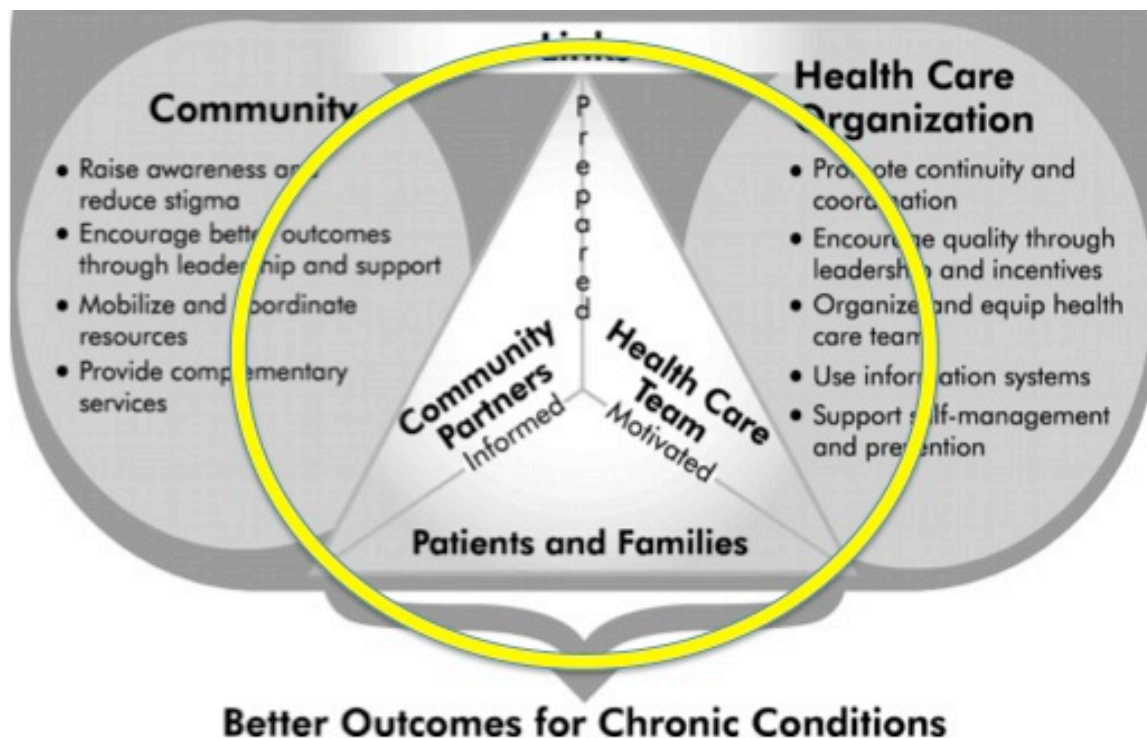 Links
Community
• Raise awareness and
reduce stigma
• Encourage better outcomes
through leadership and support
• Mobilize and coordinate
resources
• Provide complementary
services
Prepared
Community
Partners
Informed
Health Care
Team
Motivated
Patients and Families
Health Care
Organization
• Promote continuity and
coordination
• Encourage quality through
leadership and incentives
• Organize and equip health
care team
• Use information systems
• Support self-management
and prevention
Better Outcomes for Chronic Conditions